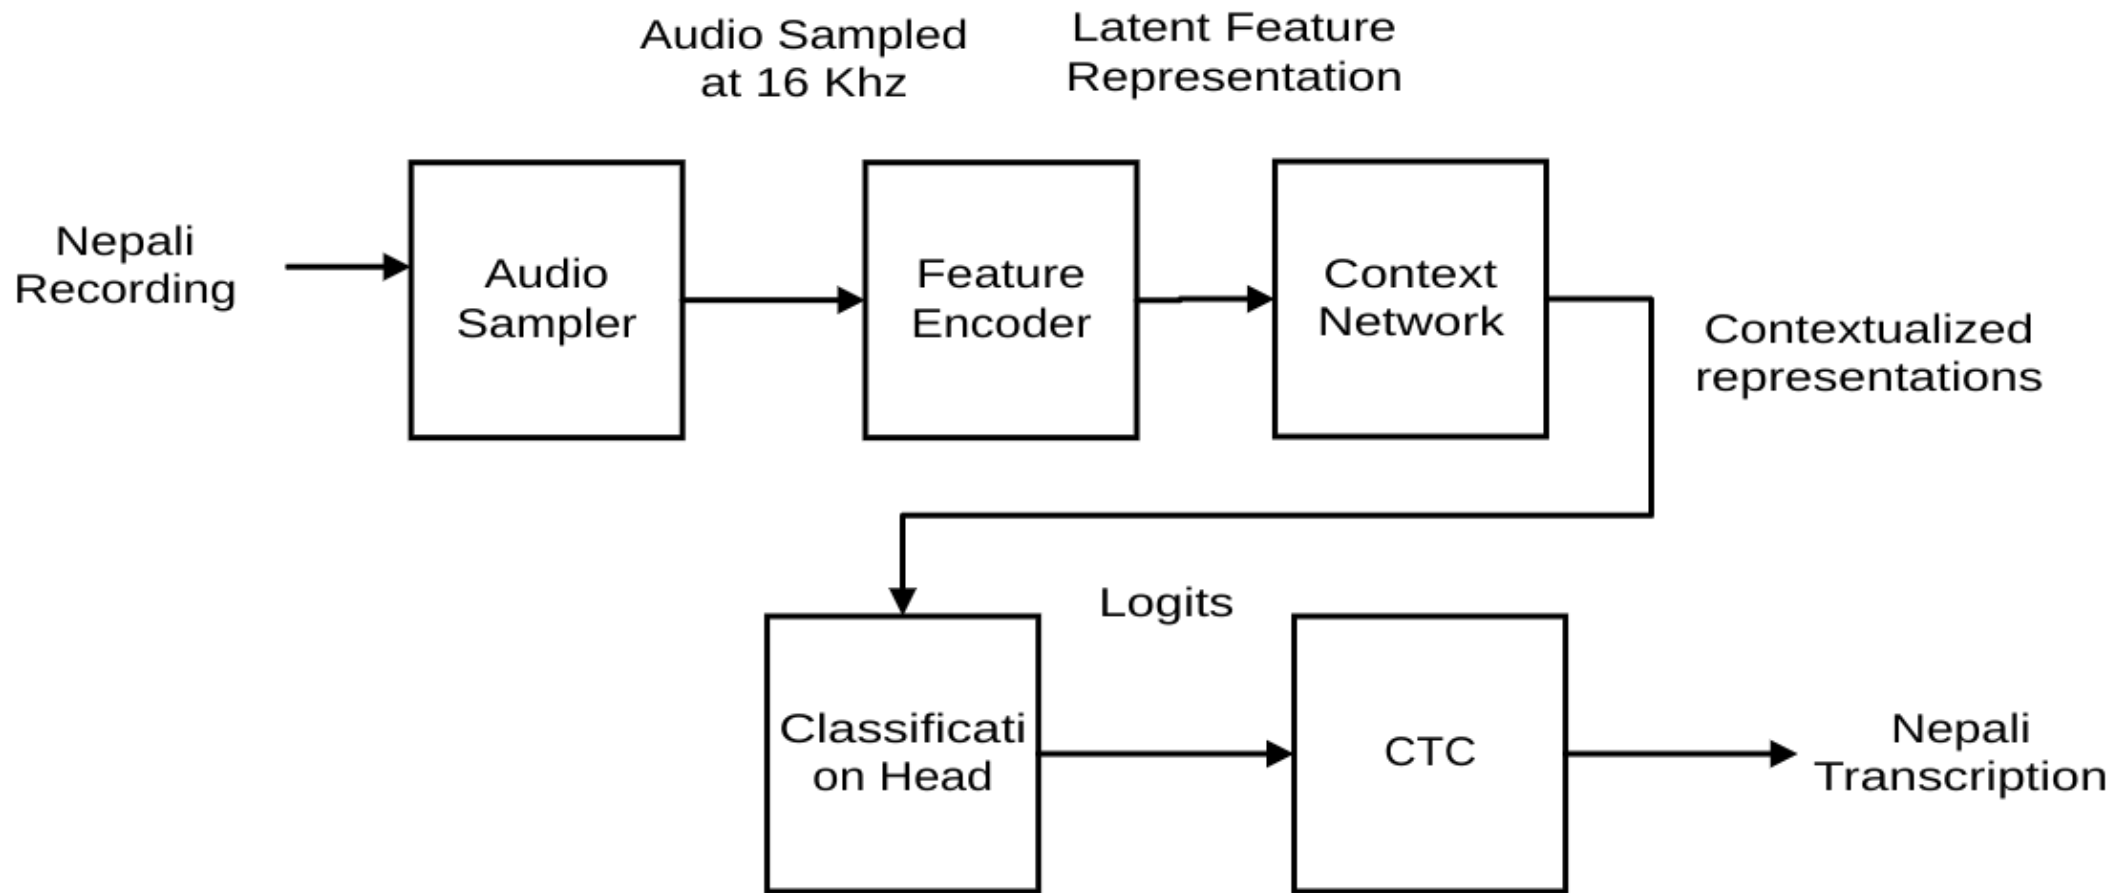 Audio Sampled
at 16 Khz
Latent Feature
Representation
Nepali
Recording
Audio
Sampler
Feature
Encoder
Context
Network
Contextualized
representations
Logits
Classificati
on Head
CTC
Nepali
Transcription